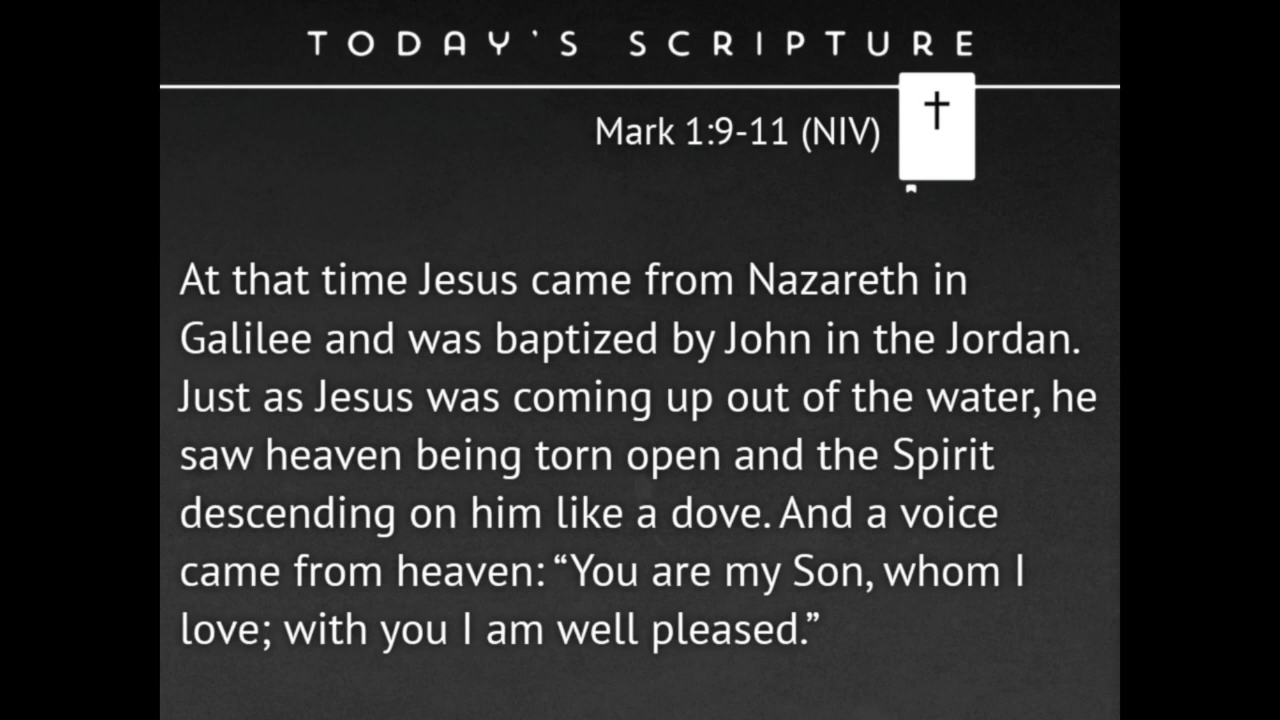 TODAY'S SCRIPTURE
Mark 1:9-11 (NIV)
At that time Jesus came from Nazareth in
Galilee and was baptized by John in the Jordan.
Just as Jesus was coming up out of the water, he
saw heaven being torn open and the Spirit
descending on him like a dove. And a voice
came from heaven: “You are my Son, whom I
love; with you I am well pleased.”